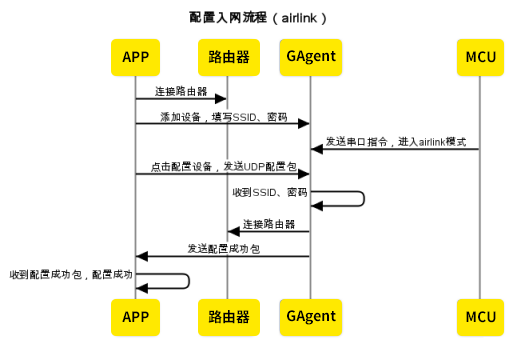 配置入网流程（airlink）
APP
路由器
GAgent
MCU
连接路由器
添加设备，填写SSID、密码
发送串口指令，进入airlink模式
点击配置设备，发送UDP配置包
收到SSID、密码
连接路由器
发送配置成功包
收到配置成功包，配置成功
APP
路由器
GAgent
MCU